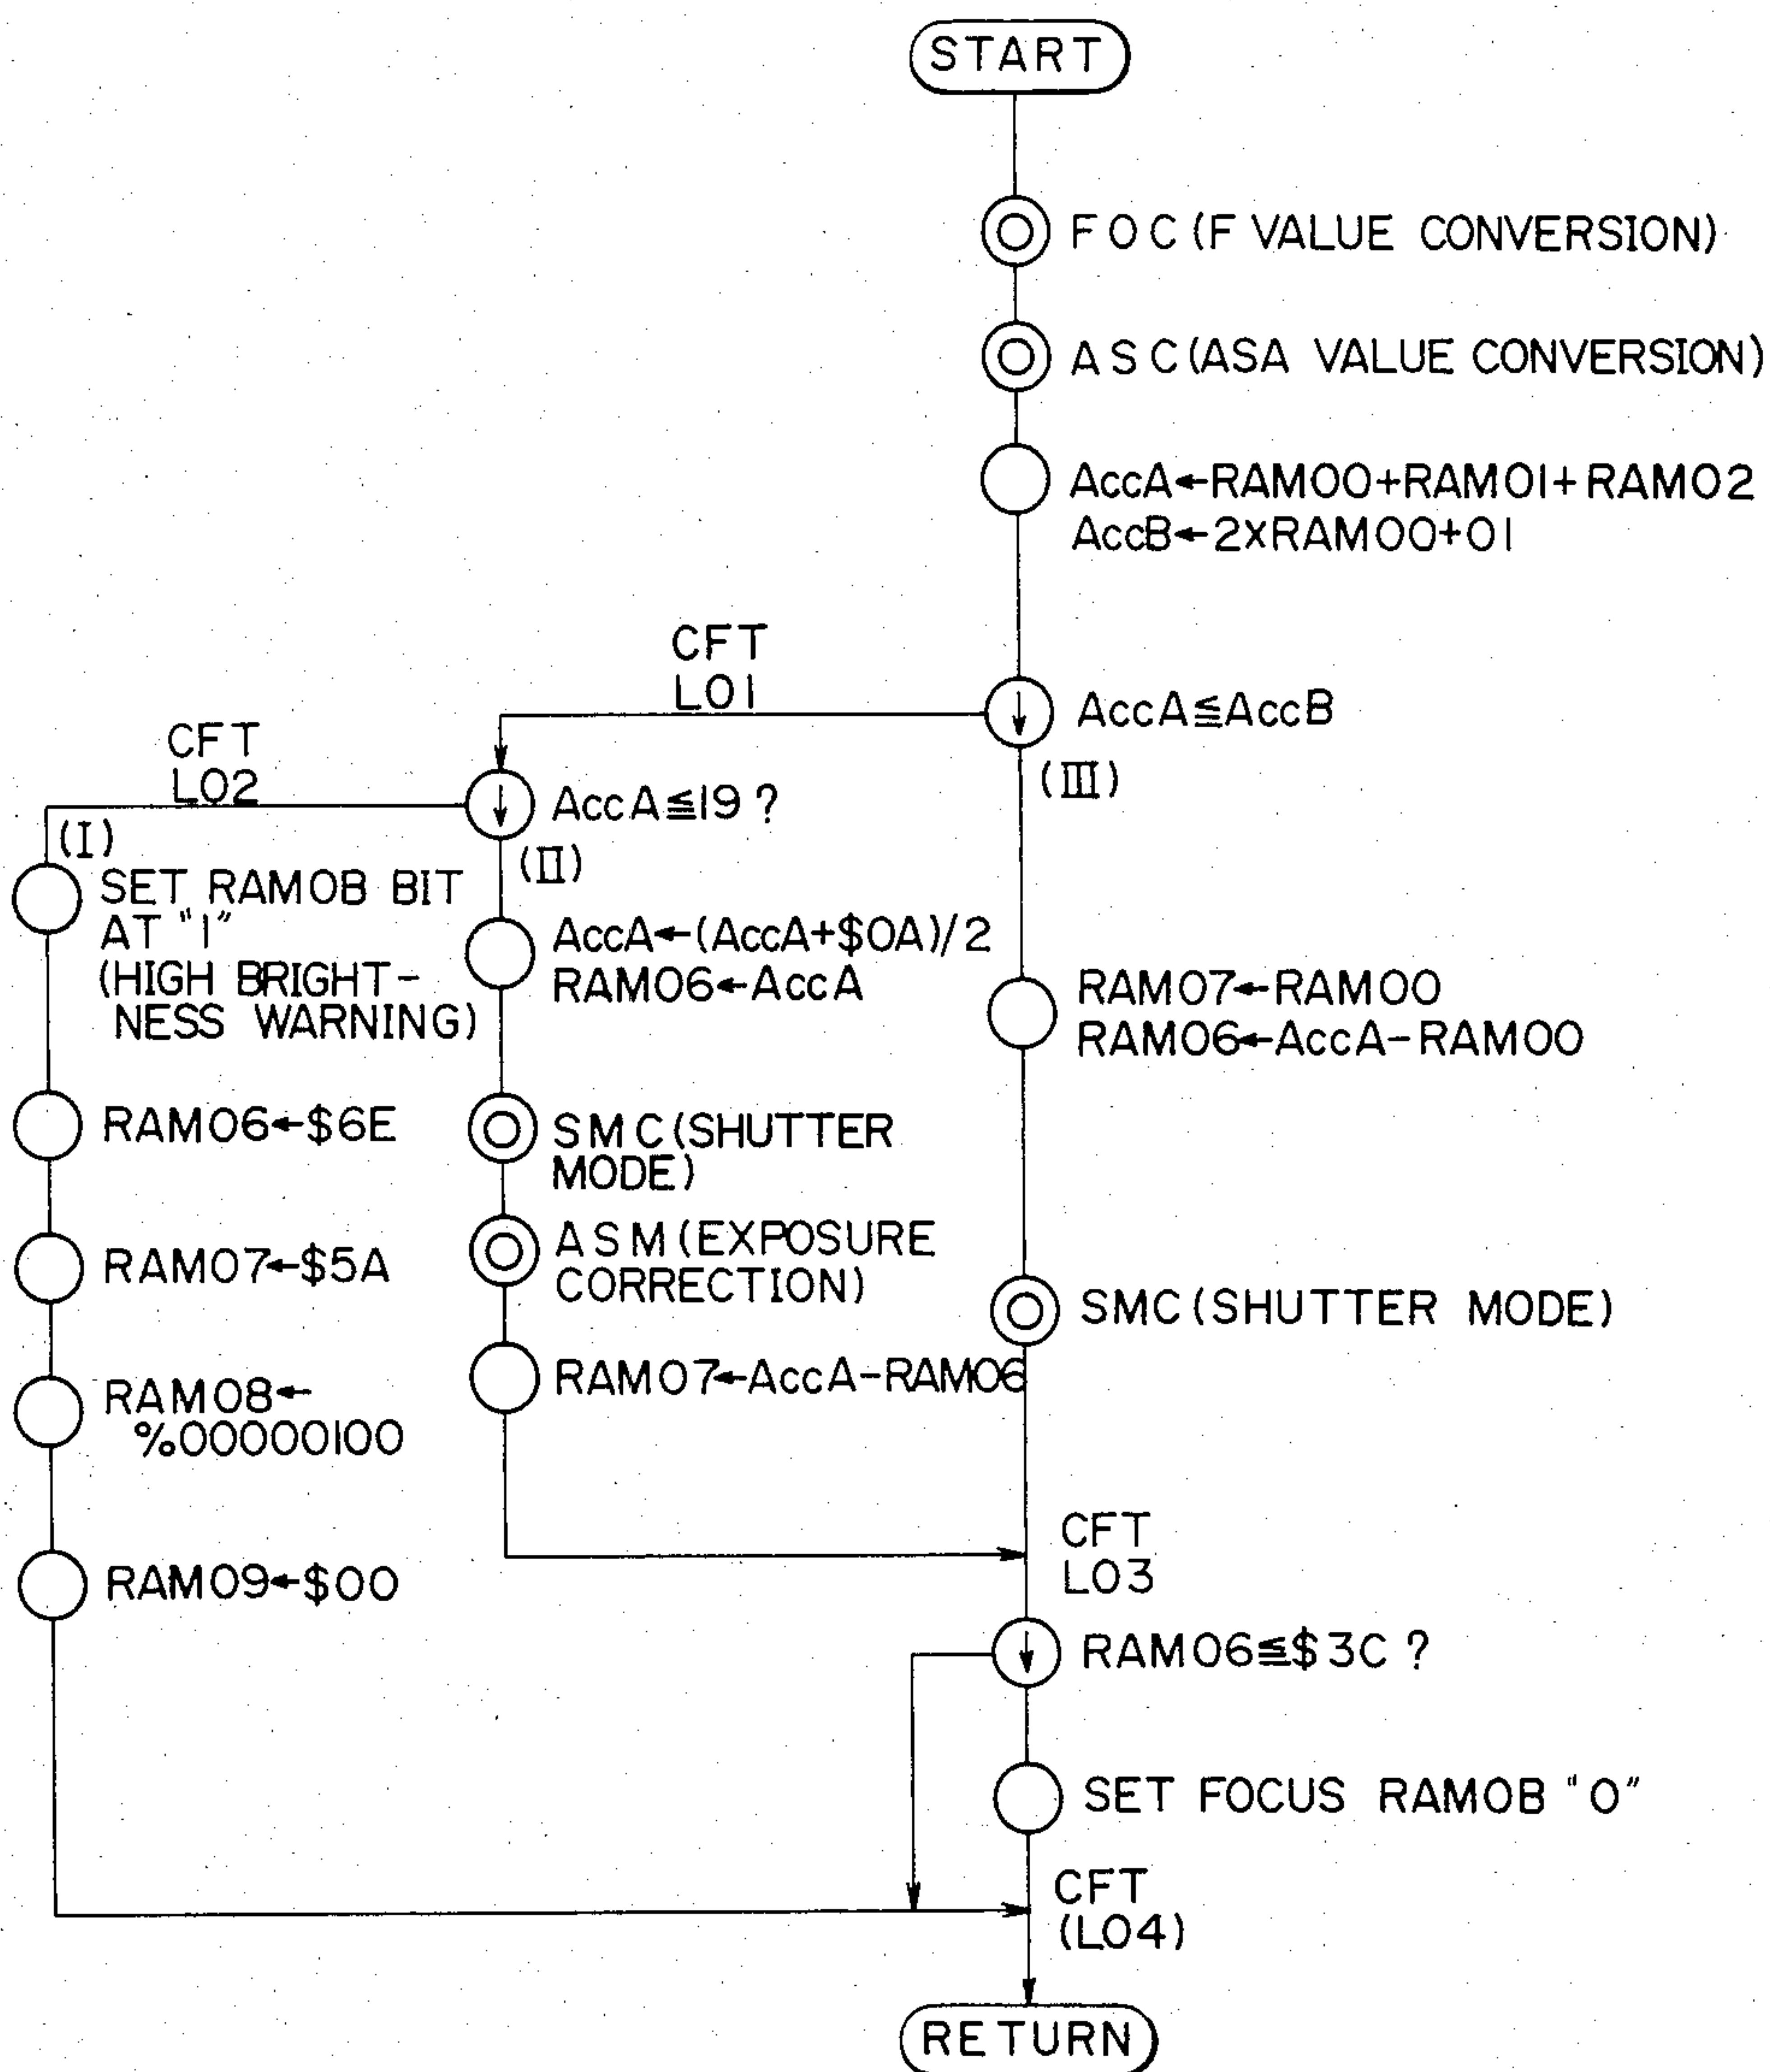 START
FOC (F VALUE CONVERSION)
ASC (ASA VALUE CONVERSION)
AccA←RAM00+RAM01+RAM02
AccB←2xRAM00+01
CFT
L01
AccA≦AccB
(III)
CFT
L02
AccA≦19 ?
(I)
(II)
SET RAM0B BIT
AT "1"
(HIGH BRIGHT-
NESS WARNING)
AccA←(AccA+$0A)/2
RAM06←AccA
RAM07←RAM00
RAM06←AccA-RAM00
RAM06←$6E
SMC (SHUTTER
MODE)
RAM07←$5A
ASM (EXPOSURE
CORRECTION)
SMC (SHUTTER MODE)
RAM08←
%00000100
RAM07←AccA-RAM06
CFT
L03
RAM09←$00
RAM06≦$3C ?
SET FOCUS RAM0B "0"
CFT
(L04)
RETURN